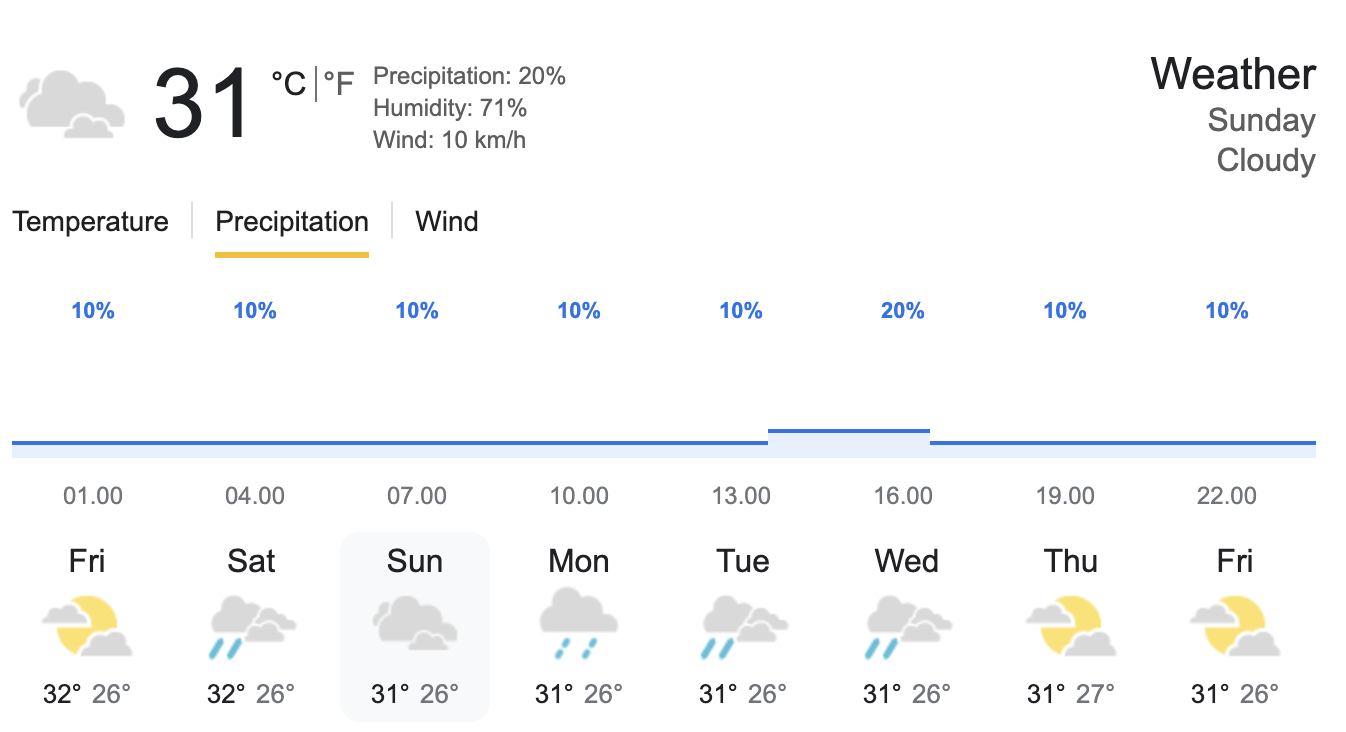 31 °C | °F
Precipitation: 20%
Humidity: 71%
Wind: 10 km/h
Weather
Sunday
Cloudy
Temperature | Precipitation | Wind
10% 10% 10% 10% 10% 20% 10% 10%
01.00 04.00 07.00 10.00 13.00 16.00 19.00 22.00
Fri Sat Sun Mon Tue Wed Thu Fri
32° 26° 32° 26° 31° 26° 31° 26° 31° 26° 31° 26° 31° 27° 31° 26°